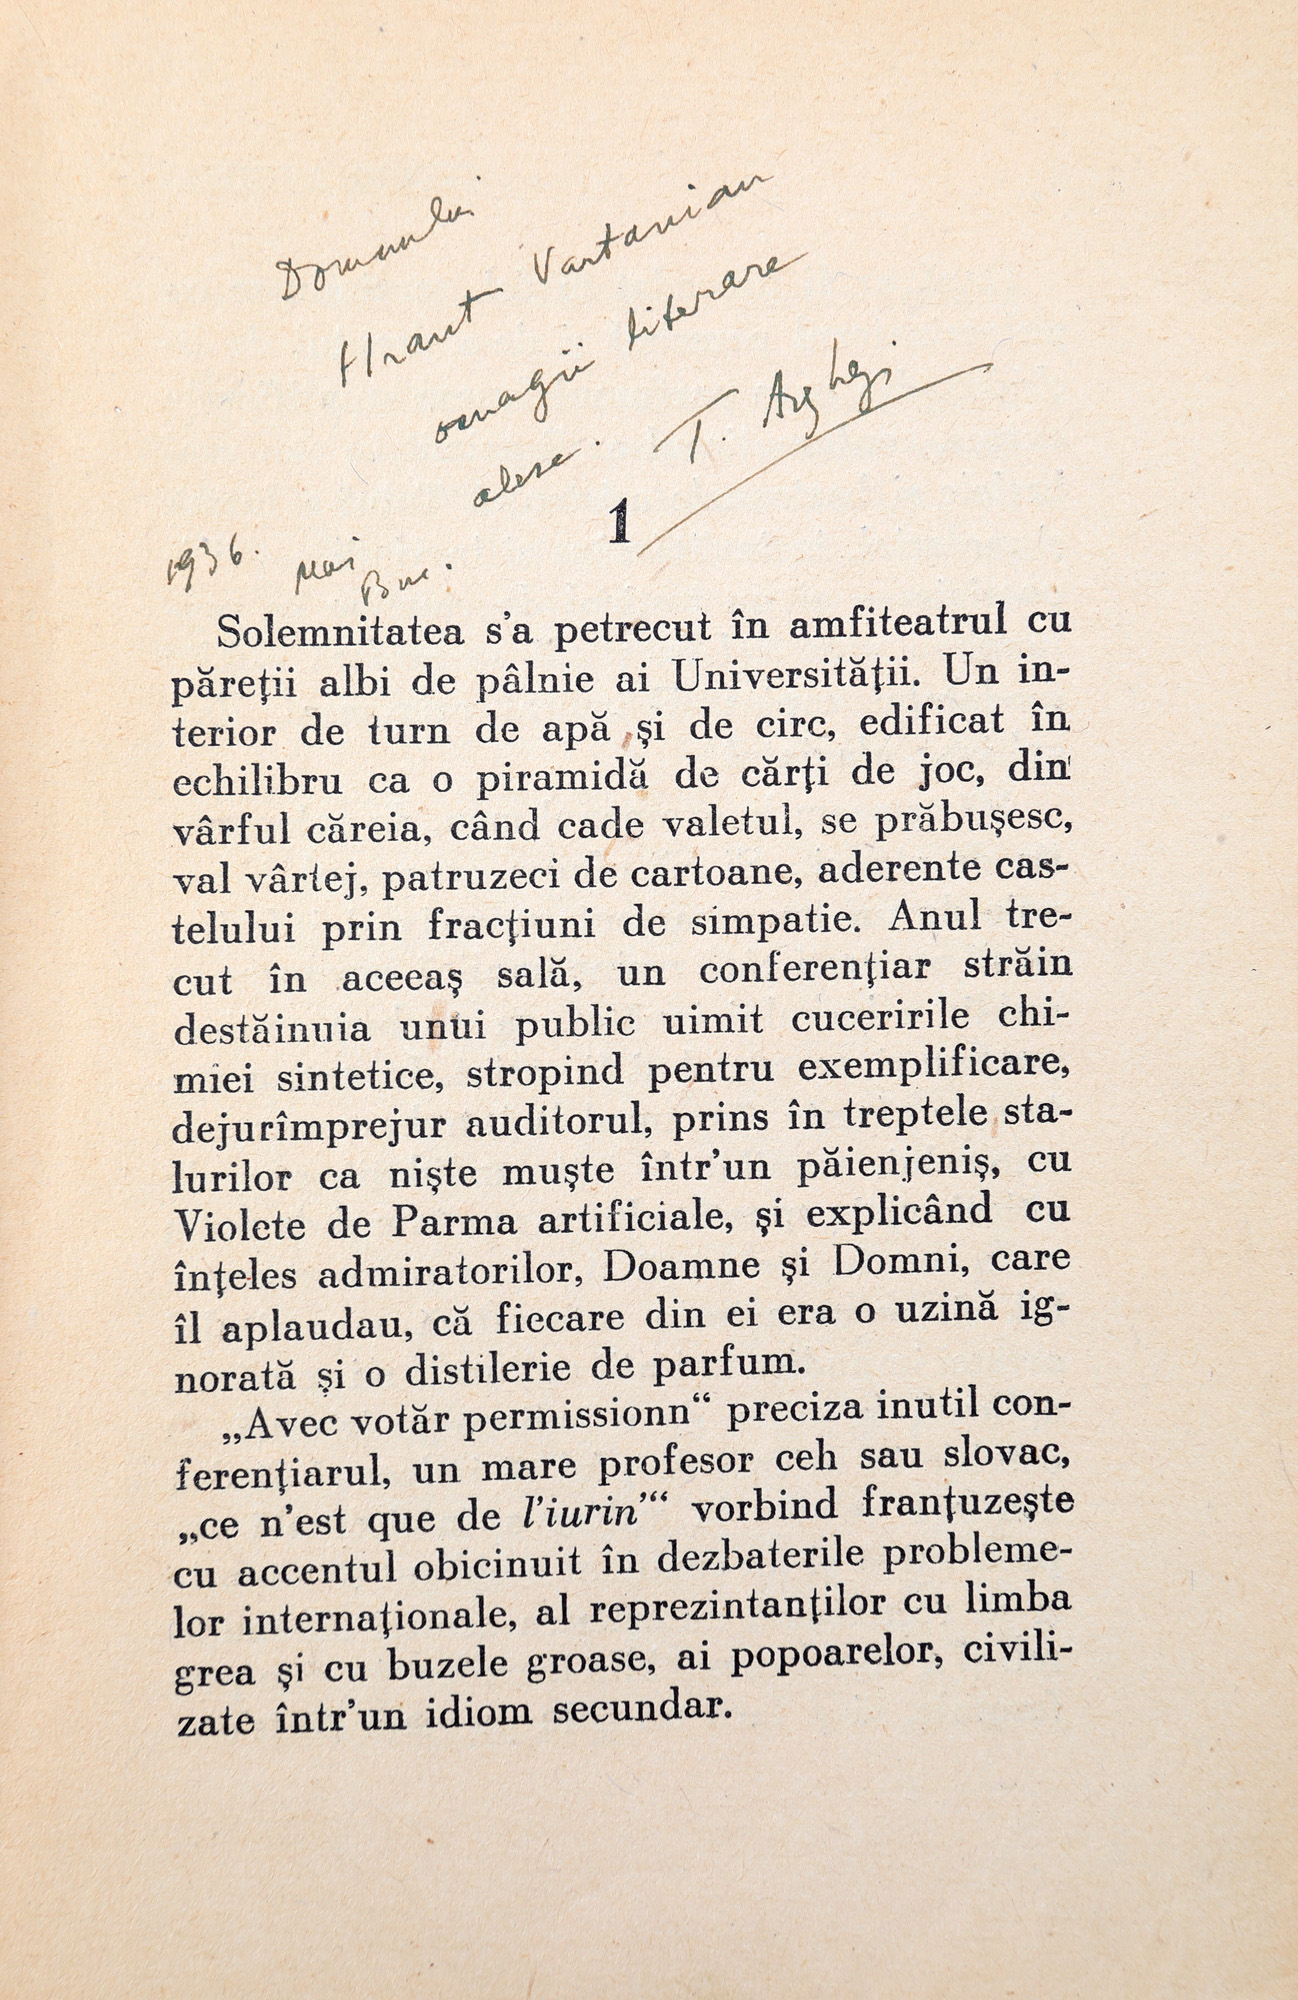 Domnului
Hrant Vartanian
omagii literare
alese. T. Arghezi
1
1936. Mai
Buc.
Solemnitatea s'a petrecut în amfiteatrul cu
păreții albi de pâlnie ai Universității. Un in-
terior de turn de apă și de circ, edificat în
echilibru ca o piramidă de cărți de joc, din
vârful căreia, când cade valetul, se prăbușesc,
val vârtej, patruzeci de cartoane, aderente cas-
telului prin fracțiuni de simpatie. Anul tre-
cut în aceeaș sală, un conferențiar străin
destăinuia unui public uimit cuceririle chi-
miei sintetice, stropind pentru exemplificare,
dejurîmprejur auditorul, prins în treptele sta-
lurilor ca niște muște într'un păienjeniș, cu
Violete de Parma artificiale, și explicând cu
înțeles admiratorilor, Doamne și Domni, care
îl aplaudau, că fiecare din ei era o uzină ig-
norată și o distilerie de parfum.
„Avec votăr permissionn“ preciza inutil con-
ferențiarul, un mare profesor ceh sau slovac,
„ce n'est que de l'iurin'“ vorbind franțuzește
cu accentul obicinuit în dezbaterile probleme-
lor internaționale, al reprezintanților cu limba
grea și cu buzele groase, ai popoarelor, civili-
zate într'un idiom secundar.